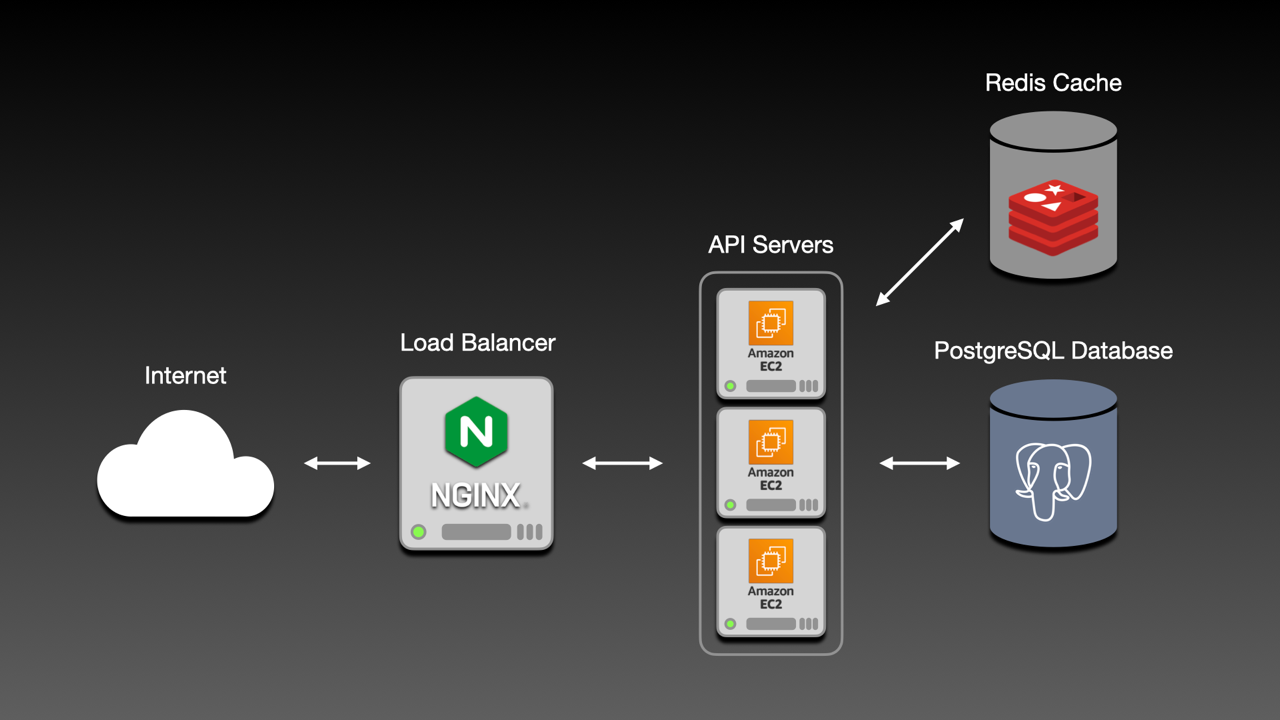 Redis Cache
API Servers
Amazon
EC2
Load Balancer
PostgreSQL Database
Internet
NGINX
Amazon
EC2
Amazon
EC2